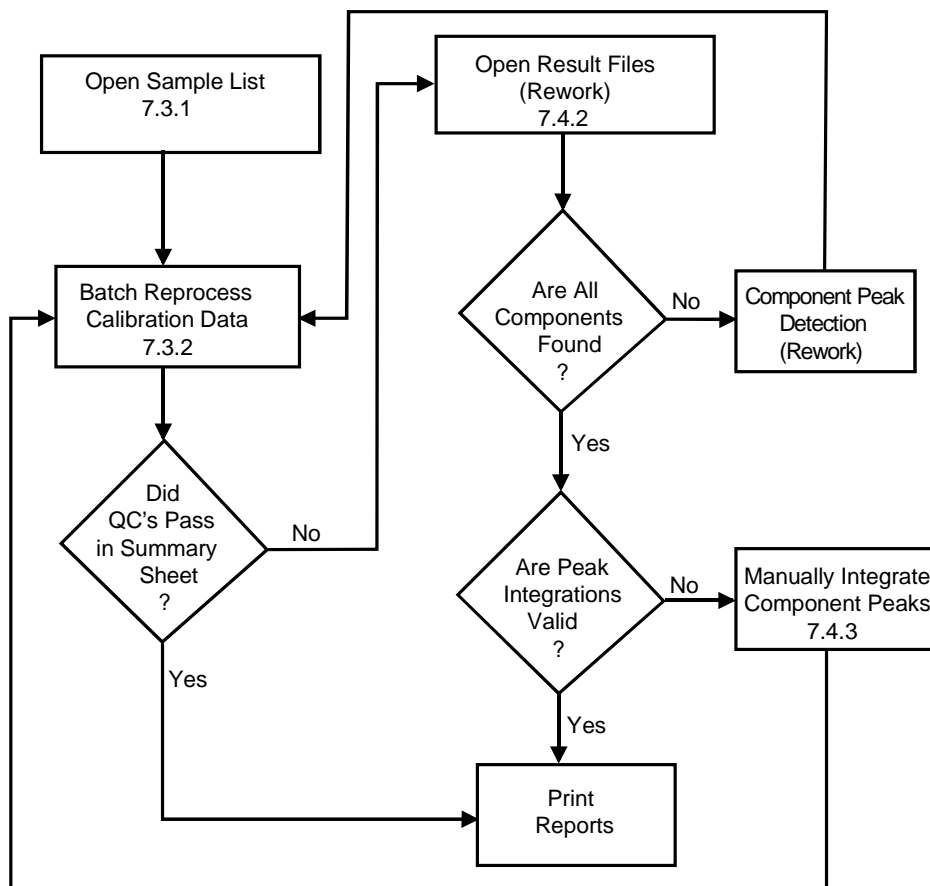 Open Sample List
7.3.1
Batch Reprocess
Calibration Data
7.3.2
Did
QC's Pass
in Summary
Sheet
?
No
Yes
Open Result Files
(Rework)
7.4.2
Are All
Components
Found
?
No
Yes
Component Peak
Detection
(Rework)
Are Peak
Integrations
Valid
?
No
Yes
Manually Integrate
Component Peaks
7.4.3
Print
Reports